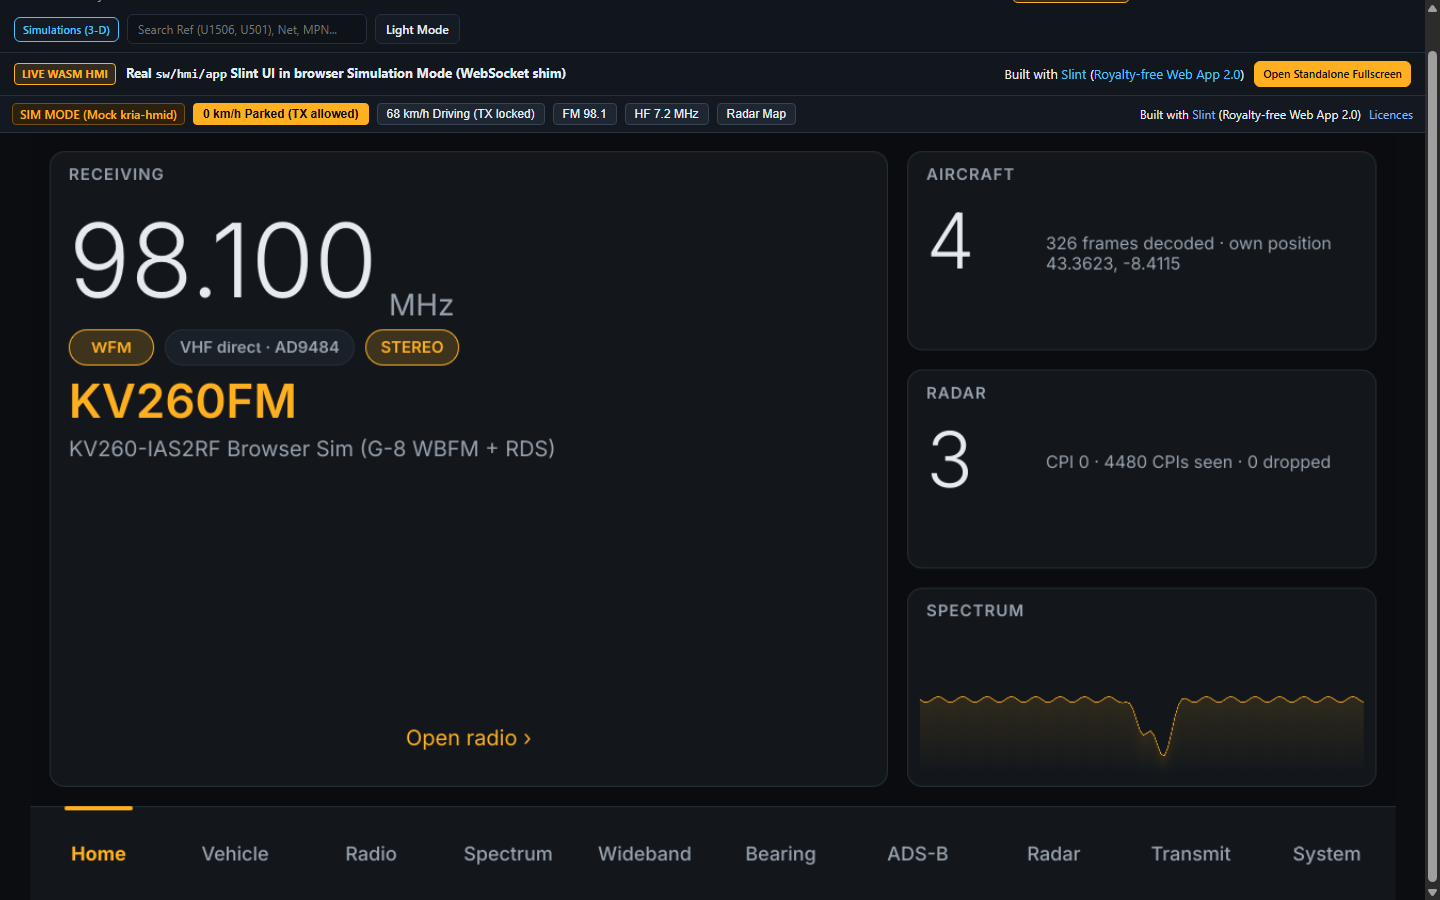 Simulations (3-D)
Search Ref (U1506, U501), Net, MPN...
Light Mode
LIVE WASM HMI
Real sw/hmi/app Slint UI in browser Simulation Mode (WebSocket shim)
Built with Slint (Royalty-free Web App 2.0)
Open Standalone Fullscreen
SIM MODE (Mock kria-hmid)
0 km/h Parked (TX allowed)
68 km/h Driving (TX locked)
FM 98.1
HF 7.2 MHz
Radar Map
Built with Slint (Royalty-free Web App 2.0)
Licences
RECEIVING
98.100 MHz
WFM
VHF direct · AD9484
STEREO
KV260FM
KV260-IAS2RF Browser Sim (G-8 WBFM + RDS)
Open radio ›
AIRCRAFT
4
326 frames decoded · own position
43.3623, -8.4115
RADAR
3
CPI 0 · 4480 CPIs seen · 0 dropped
SPECTRUM
Home
Vehicle
Radio
Spectrum
Wideband
Bearing
ADS-B
Radar
Transmit
System